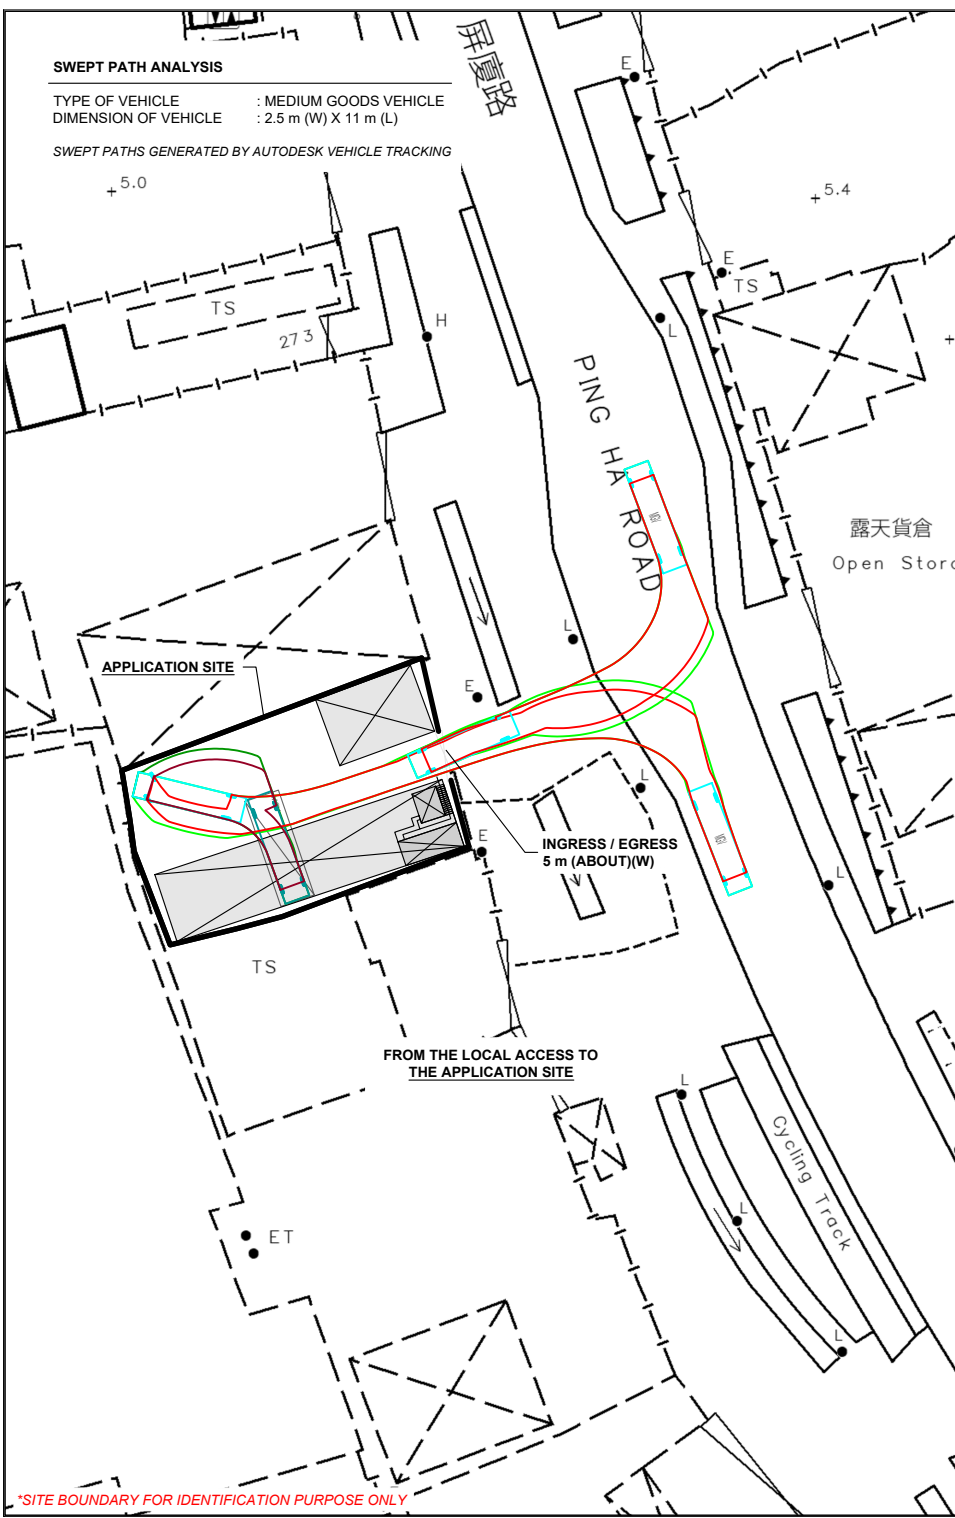 屏廈路
SWEPT PATH ANALYSIS
TYPE OF VEHICLE : MEDIUM GOODS VEHICLE
DIMENSION OF VEHICLE : 2.5 m (W) X 11 m (L)
SWEPT PATHS GENERATED BY AUTODESK VEHICLE TRACKING
E
5.0
5.4
E
TS
TS
273
H
L
PING HA ROAD
露天貨倉
Open Stor
L
APPLICATION SITE
E
L
E
INGRESS / EGRESS
5 m (ABOUT)(W)
L
TS
FROM THE LOCAL ACCESS TO
THE APPLICATION SITE
L
Cycling Track
L
ET
L
*SITE BOUNDARY FOR IDENTIFICATION PURPOSE ONLY